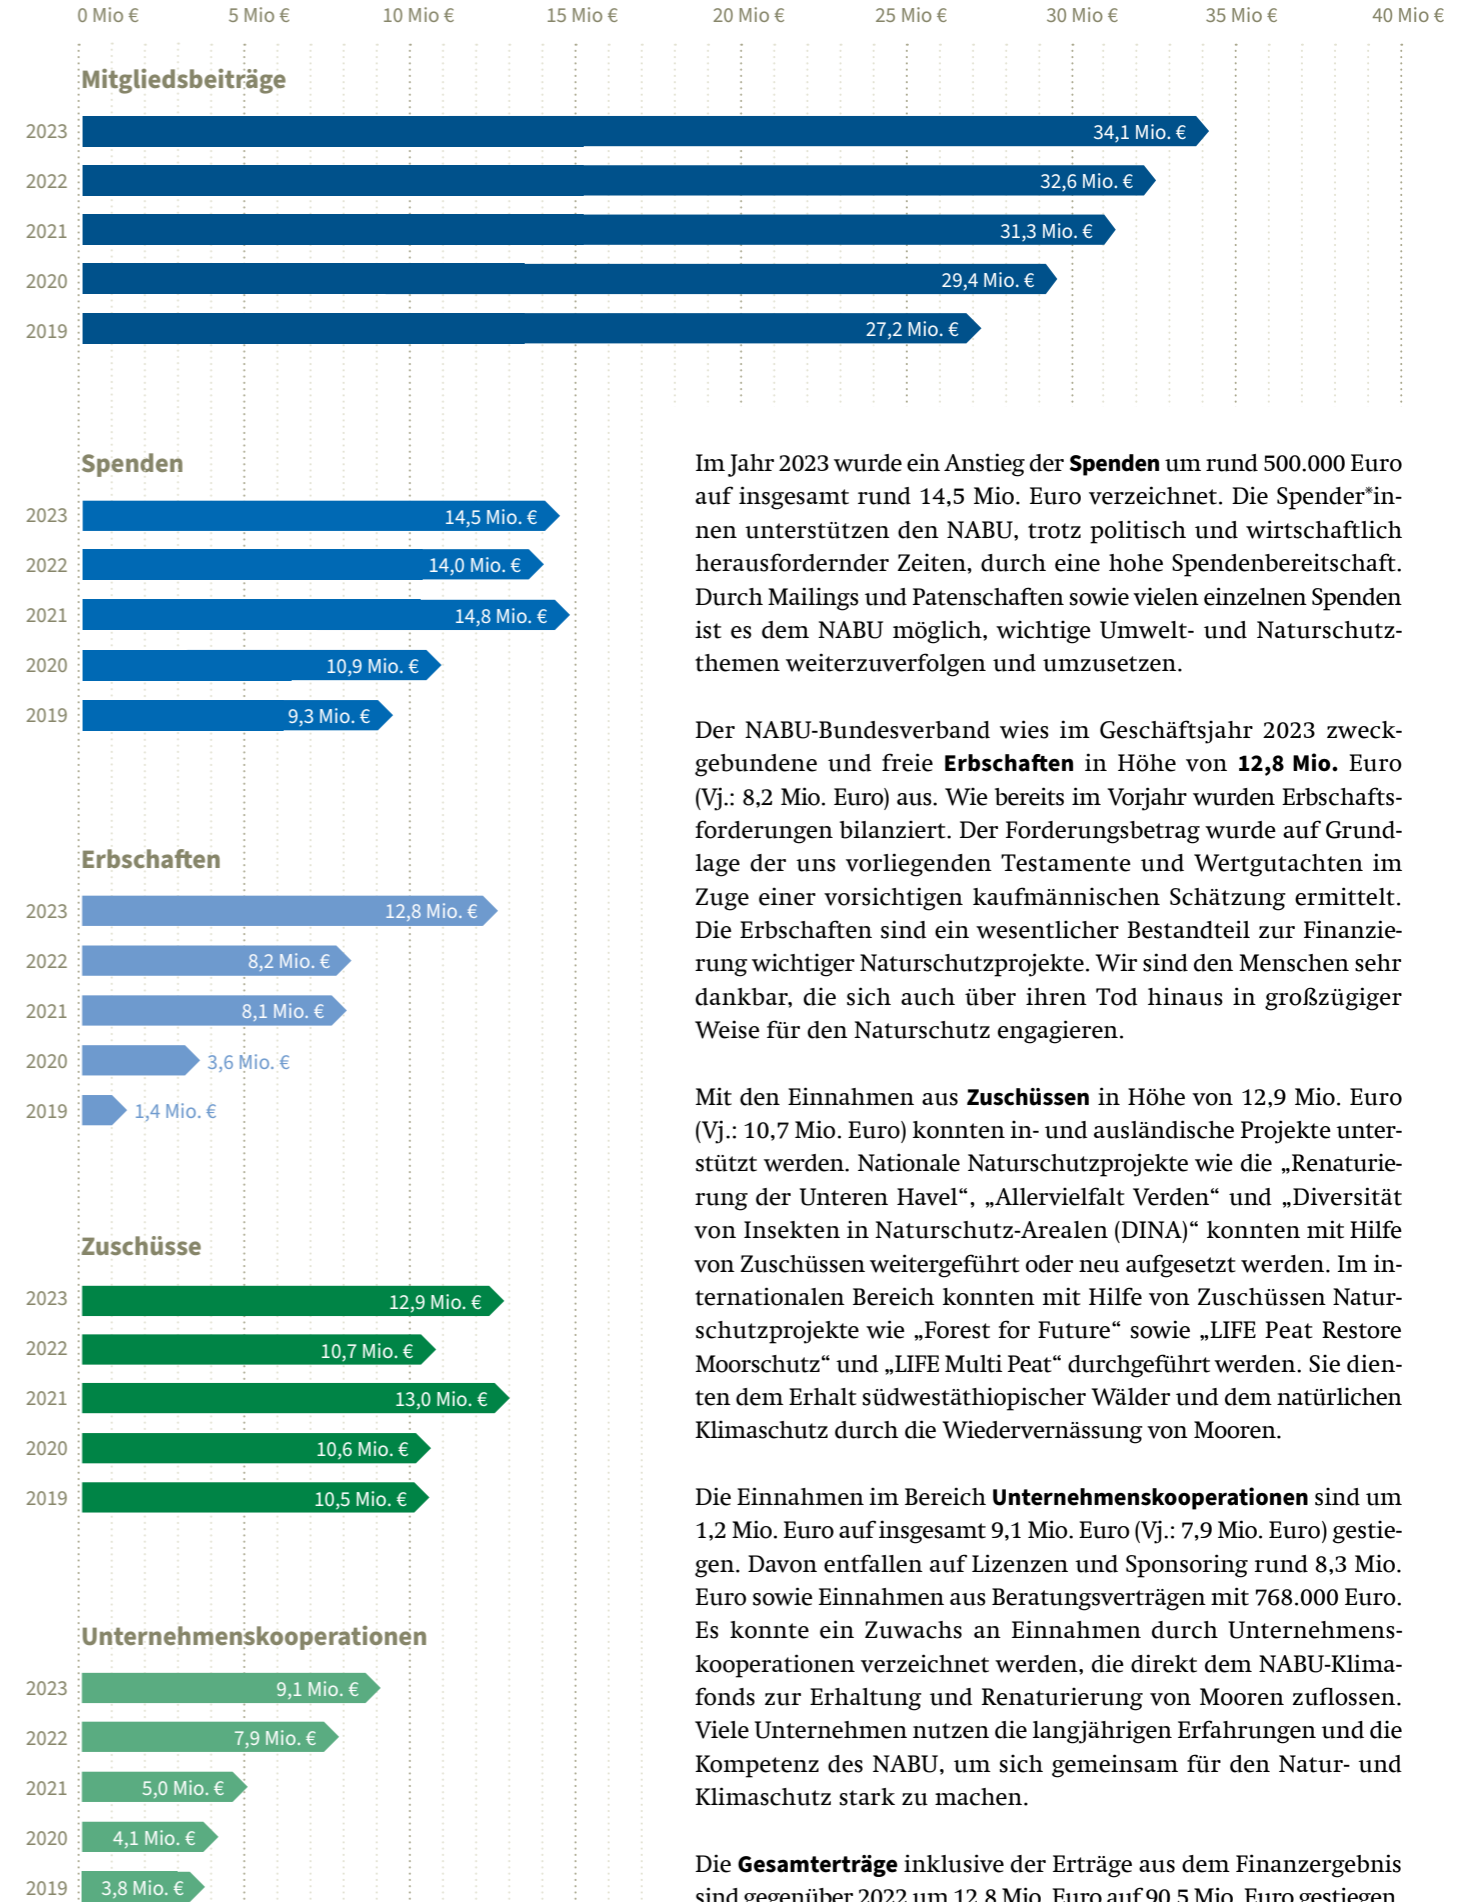 0 Mio € 5 Mio € 10 Mio € 15 Mio € 20 Mio € 25 Mio € 30 Mio € 35 Mio € 40 Mio €
Mitgliedsbeiträge
2023 34,1 Mio. €
2022 32,6 Mio. €
2021 31,3 Mio. €
2020 29,4 Mio. €
2019 27,2 Mio. €
Spenden
2023 14,5 Mio. €
2022 14,0 Mio. €
2021 14,8 Mio. €
2020 10,9 Mio. €
2019 9,3 Mio. €
Erbschaften
2023 12,8 Mio. €
2022 8,2 Mio. €
2021 8,1 Mio. €
2020 3,6 Mio. €
2019 1,4 Mio. €
Zuschüsse
2023 12,9 Mio. €
2022 10,7 Mio. €
2021 13,0 Mio. €
2020 10,6 Mio. €
2019 10,5 Mio. €
Unternehmenskooperationen
2023 9,1 Mio. €
2022 7,9 Mio. €
2021 5,0 Mio. €
2020 4,1 Mio. €
2019 3,8 Mio. €
Im Jahr 2023 wurde ein Anstieg der Spenden um rund 500.000 Euro
auf insgesamt rund 14,5 Mio. Euro verzeichnet. Die Spender*in-
nen unterstützen den NABU, trotz politisch und wirtschaftlich
herausfordernder Zeiten, durch eine hohe Spendenbereitschaft.
Durch Mailings und Patenschaften sowie vielen einzelnen Spenden
ist es dem NABU möglich, wichtige Umwelt- und Naturschutz-
themen weiterzuverfolgen und umzusetzen.
Der NABU-Bundesverband wies im Geschäftsjahr 2023 zweck-
gebundene und freie Erbschaften in Höhe von 12,8 Mio. Euro
(Vj.: 8,2 Mio. Euro) aus. Wie bereits im Vorjahr wurden Erbschafts-
forderungen bilanziert. Der Forderungsbetrag wurde auf Grund-
lage der uns vorliegenden Testamente und Wertgutachten im
Zuge einer vorsichtigen kaufmännischen Schätzung ermittelt.
Die Erbschaften sind ein wesentlicher Bestandteil zur Finanzie-
rung wichtiger Naturschutzprojekte. Wir sind den Menschen sehr
dankbar, die sich auch über ihren Tod hinaus in großzügiger
Weise für den Naturschutz engagieren.
Mit den Einnahmen aus Zuschüssen in Höhe von 12,9 Mio. Euro
(Vj.: 10,7 Mio. Euro) konnten in- und ausländische Projekte unter-
stützt werden. Nationale Naturschutzprojekte wie die „Renaturie-
rung der Unteren Havel“, „Allervielfalt Verden“ und „Diversität
von Insekten in Naturschutz-Arealen (DINA)“ konnten mit Hilfe
von Zuschüssen weitergeführt oder neu aufgesetzt werden. Im in-
ternationalen Bereich konnten mit Hilfe von Zuschüssen Natur-
schutzprojekte wie „Forest for Future“ sowie „LIFE Peat Restore
Moorschutz“ und „LIFE Multi Peat“ durchgeführt werden. Sie dien-
ten dem Erhalt südwestäthiopischer Wälder und dem natürlichen
Klimaschutz durch die Wiedervernässung von Mooren.
Die Einnahmen im Bereich Unternehmenskooperationen sind um
1,2 Mio. Euro auf insgesamt 9,1 Mio. Euro (Vj.: 7,9 Mio. Euro) gestie-
gen. Davon entfallen auf Lizenzen und Sponsoring rund 8,3 Mio.
Euro sowie Einnahmen aus Beratungsverträgen mit 768.000 Euro.
Es konnte ein Zuwachs an Einnahmen durch Unternehmens-
kooperationen verzeichnet werden, die direkt dem NABU-Klima-
fonds zur Erhaltung und Renaturierung von Mooren zuflossen.
Viele Unternehmen nutzen die langjährigen Erfahrungen und die
Kompetenz des NABU, um sich gemeinsam für den Natur- und
Klimaschutz stark zu machen.
Die Gesamterträge inklusive der Erträge aus dem Finanzergebnis
sind gegenüber 2022 um 12,8 Mio. Euro auf 90,5 Mio. Euro gestiegen.